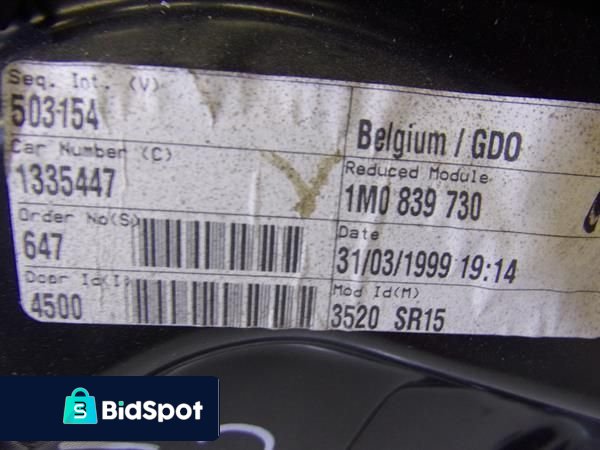 Seq. Int. (V)
503154
Car Number (C)
1335447
Order No(S)
647
Door Id(I)
4500
Belgium / GDO
Reduced Module
1M0 839 730
Date
31/03/1999 19:14
Mod Id(M)
3520 SR15
S
BidSpot